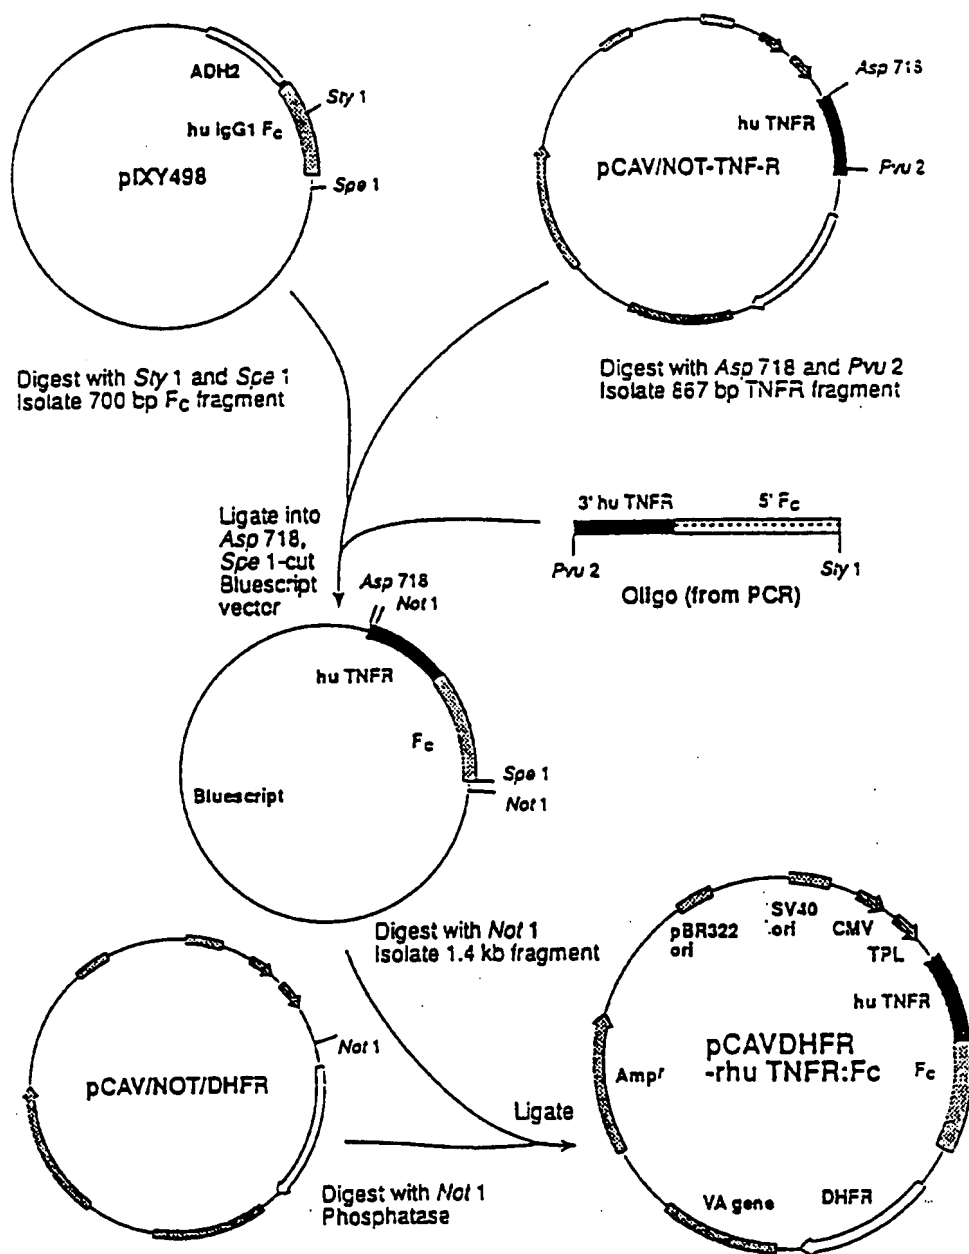 ADH2
Sty 1
hu IgG1 Fc
pIXY498
Spe 1
Asp 718
hu TNFR
pCAV/NOT-TNF-R
Pvu 2
Digest with Sty 1 and Spe 1
Isolate 700 bp Fc fragment
Digest with Asp 718 and Pvu 2
Isolate 867 bp TNFR fragment
Ligate into
Asp 718,
Spe 1-cut
Bluescript
vector
3' hu TNFR
5' Fc
Pvu 2
Sty 1
Oligo (from PCR)
Asp 718
Not 1
hu TNFR
Fc
Spe 1
Not 1
Bluescript
Digest with Not 1
Isolate 1.4 kb fragment
pCAV/NOT/DHFR
Not 1
Digest with Not 1
Phosphatase
Ligate
pBR322
ori
SV40
ori
CMV
TPL
hu TNFR
pCAVDHFR
-rhu TNFR:Fc
Fc
Ampr
VA gene
DHFR